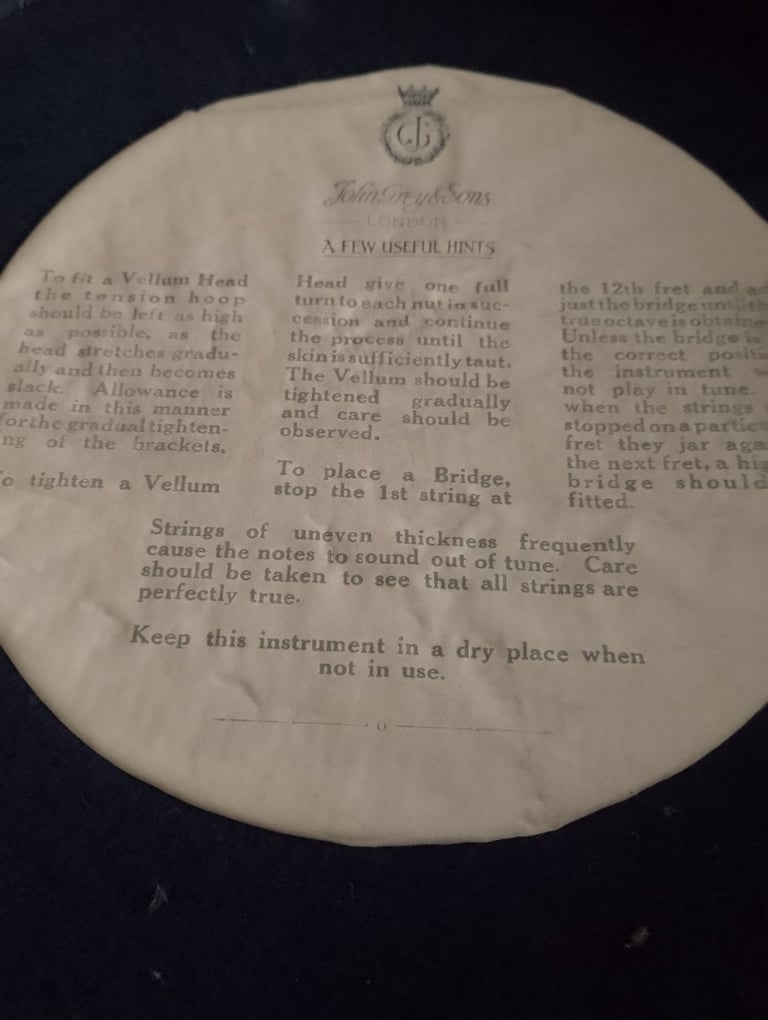 GJ
John Grey & Sons
LONDON
A FEW USEFUL HINTS
To fit a Vellum Head
the tension hoop
should be left as high
as possible, as the
head stretches gradu-
ally and then becomes
slack. Allowance is
made in this manner
for the gradual tighten-
ng of the brackets.
o tighten a Vellum
Head give one full
turn to each nut in suc-
cession and continue
the process until the
skin is sufficiently taut.
The Vellum should be
tightened gradually
and care should be
observed.
To place a Bridge,
stop the 1st string at
the 12th fret and ad
just the bridge until th
true octave is obtaine
Unless the bridge is
the correct positi
the instrument
not play in tune.
when the strings
stopped on a partic
fret they jar aga
the next fret, a hig
bridge should
fitted.
Strings of uneven thickness frequently
cause the notes to sound out of tune. Care
should be taken to see that all strings are
perfectly true.
Keep this instrument in a dry place when
not in use.